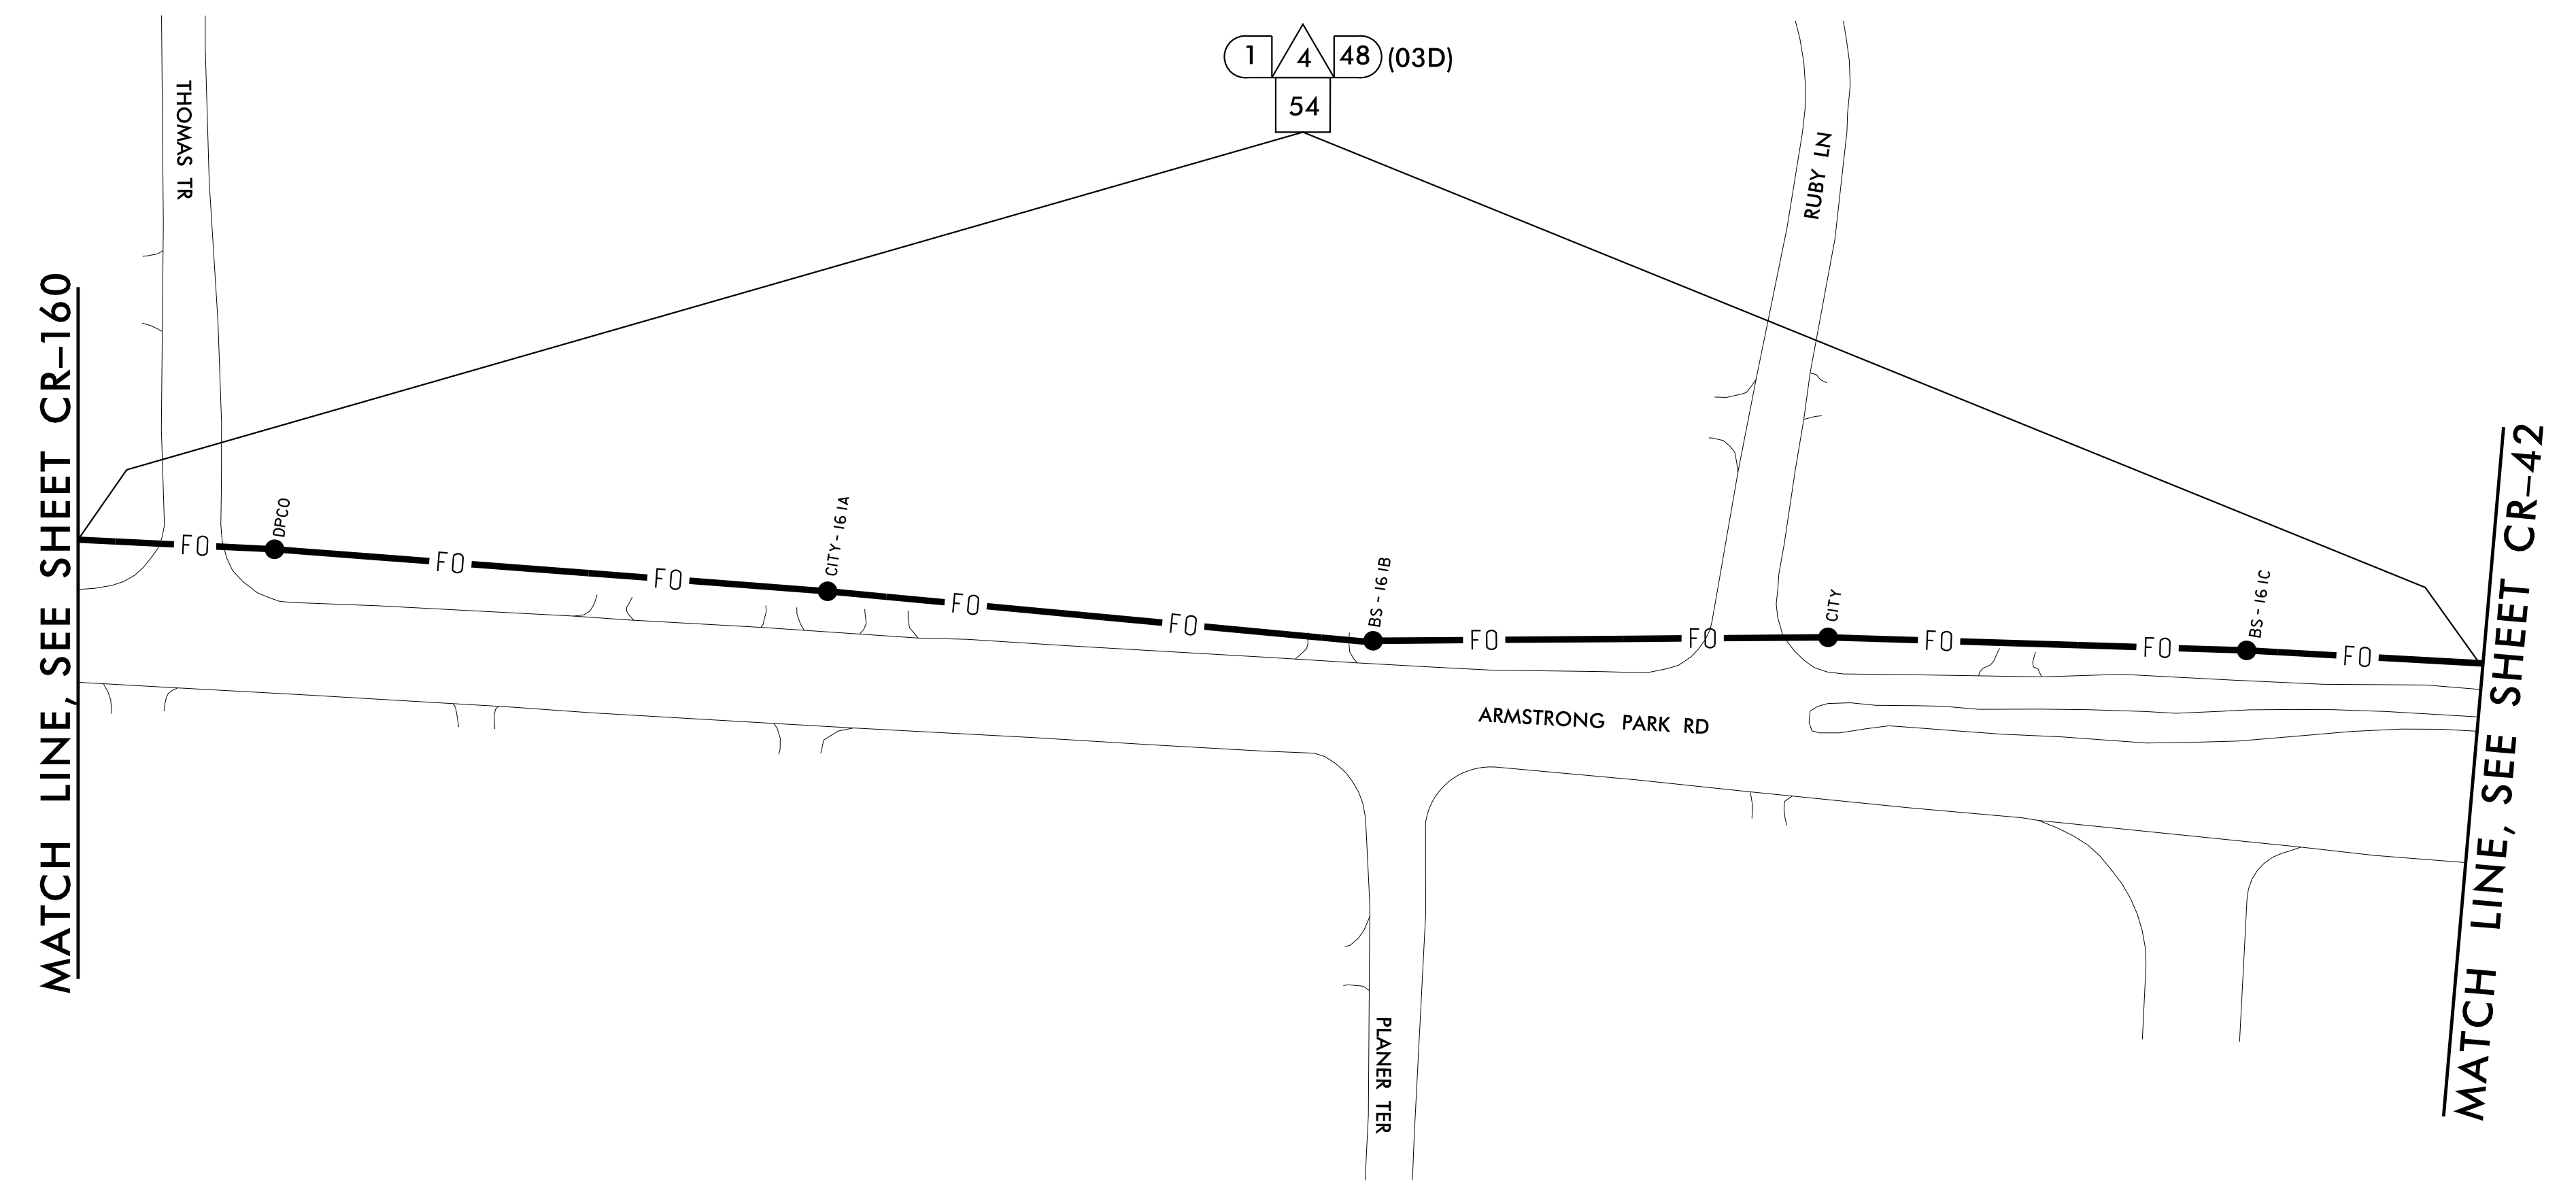 1 4 48 (03D)
54
THOMAS TR
RUBY LN
MATCH LINE, SEE SHEET CR-160
MATCH LINE, SEE SHEET CR-42
DPCO
CITY-161A
BS-161B
CITY
BS-161C
FO
FO
FO
FO
FO
FO
FO
FO
FO
FO
ARMSTRONG PARK RD
PLANER TER